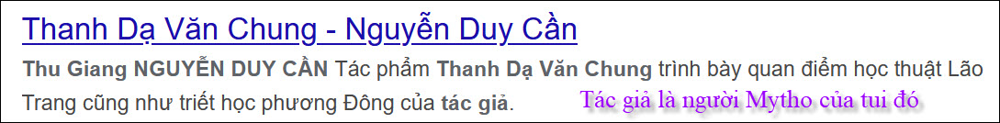 Thanh Dạ Văn Chung - Nguyễn Duy Cần
Thu Giang NGUYỄN DUY CẦN Tác phẩm Thanh Dạ Văn Chung trình bày quan điểm học thuật Lão
Trang cũng như triết học phương Đông của tác giả. Tác giả là người Mytho của tui đó